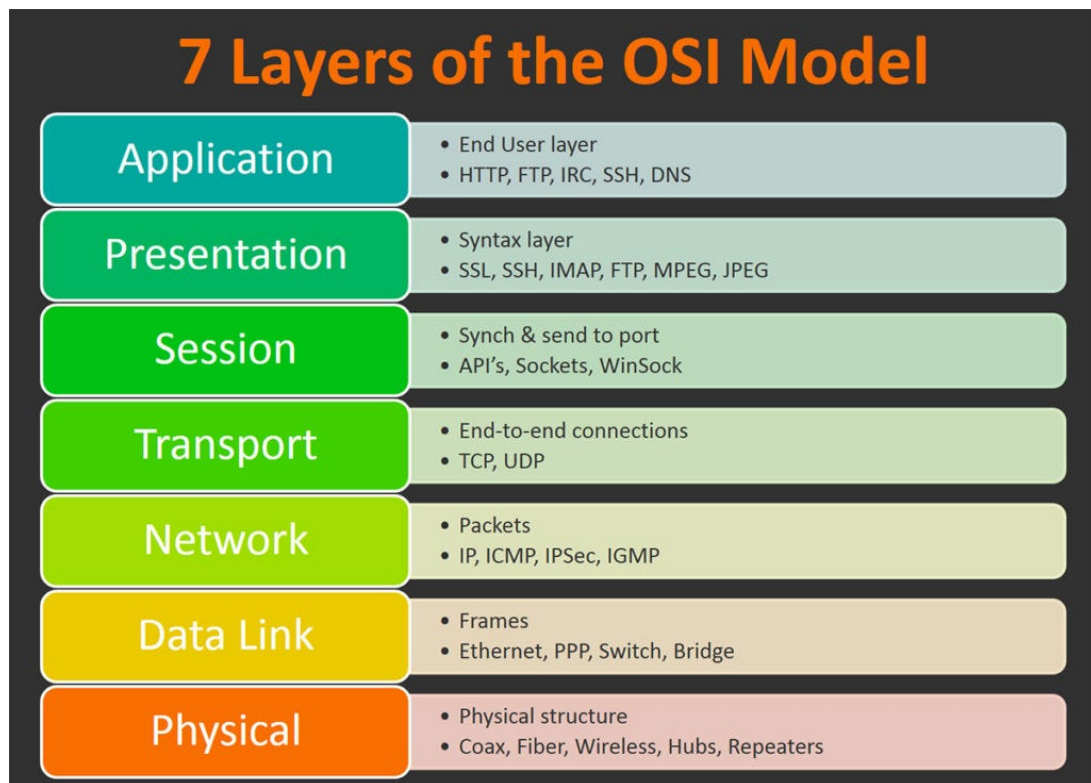 7 Layers of the OSI Model
Application
• End User layer
• HTTP, FTP, IRC, SSH, DNS
Presentation
• Syntax layer
• SSL, SSH, IMAP, FTP, MPEG, JPEG
Session
• Synch & send to port
• API’s, Sockets, WinSock
Transport
• End-to-end connections
• TCP, UDP
Network
• Packets
• IP, ICMP, IPSec, IGMP
Data Link
• Frames
• Ethernet, PPP, Switch, Bridge
Physical
• Physical structure
• Coax, Fiber, Wireless, Hubs, Repeaters